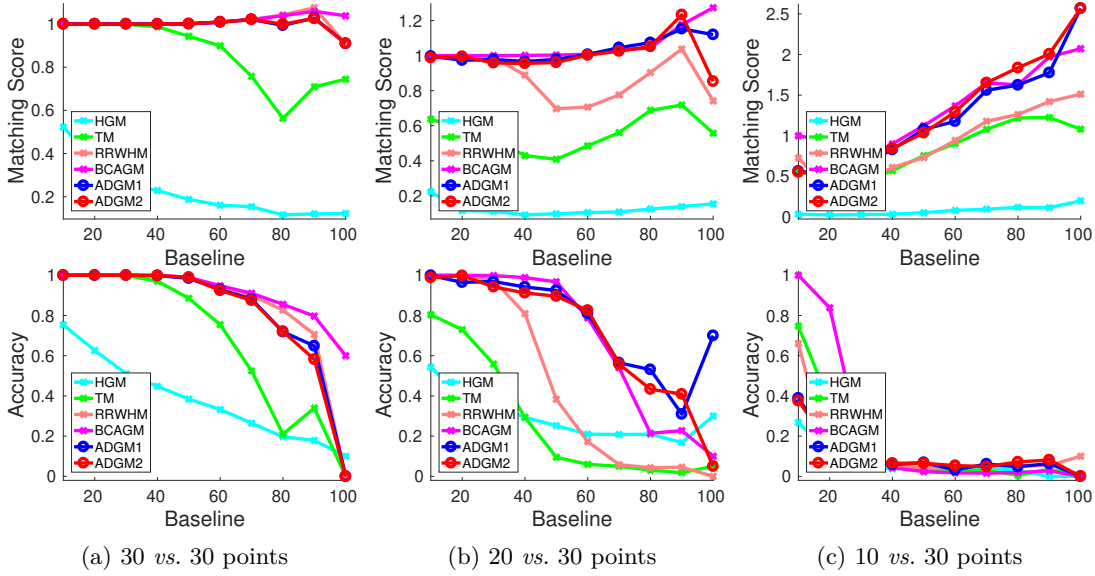 Matching Score
1
0.8
0.6
0.4
0.2
HGM
TM
RRWHM
BCAGM
ADGM1
ADGM2
20 40 60 80 100
Baseline
Matching Score
1.2
1
0.8
0.6
0.4
0.2
HGM
TM
RRWHM
BCAGM
ADGM1
ADGM2
20 40 60 80 100
Baseline
Matching Score
2.5
2
1.5
1
0.5
0
HGM
TM
RRWHM
BCAGM
ADGM1
ADGM2
20 40 60 80 100
Baseline
Accuracy
1
0.8
0.6
0.4
0.2
0
HGM
TM
RRWHM
BCAGM
ADGM1
ADGM2
20 40 60 80 100
Baseline
Accuracy
1
0.8
0.6
0.4
0.2
0
HGM
TM
RRWHM
BCAGM
ADGM1
ADGM2
20 40 60 80 100
Baseline
Accuracy
1
0.8
0.6
0.4
0.2
0
HGM
TM
RRWHM
BCAGM
ADGM1
ADGM2
20 40 60 80 100
Baseline
(a) 30 vs. 30 points
(b) 20 vs. 30 points
(c) 10 vs. 30 points